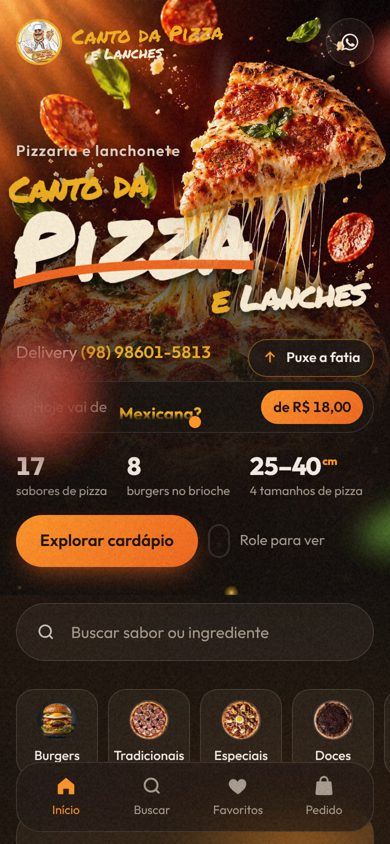 CANTO DA PIZZA
E LANCHES
Pizzaria e lanchonete
CANTO DA
PIZZA
E LANCHES
Delivery (98) 98601-5813
Puxe a fatia
Hoje vai de
Mexicana?
de R$ 18,00
17
sabores de pizza
8
burgers no brioche
25–40cm
4 tamanhos de pizza
Explorar cardápio
Role para ver
Buscar sabor ou ingrediente
Burgers
Tradicionais
Especiais
Doces
Início
Buscar
Favoritos
Pedido